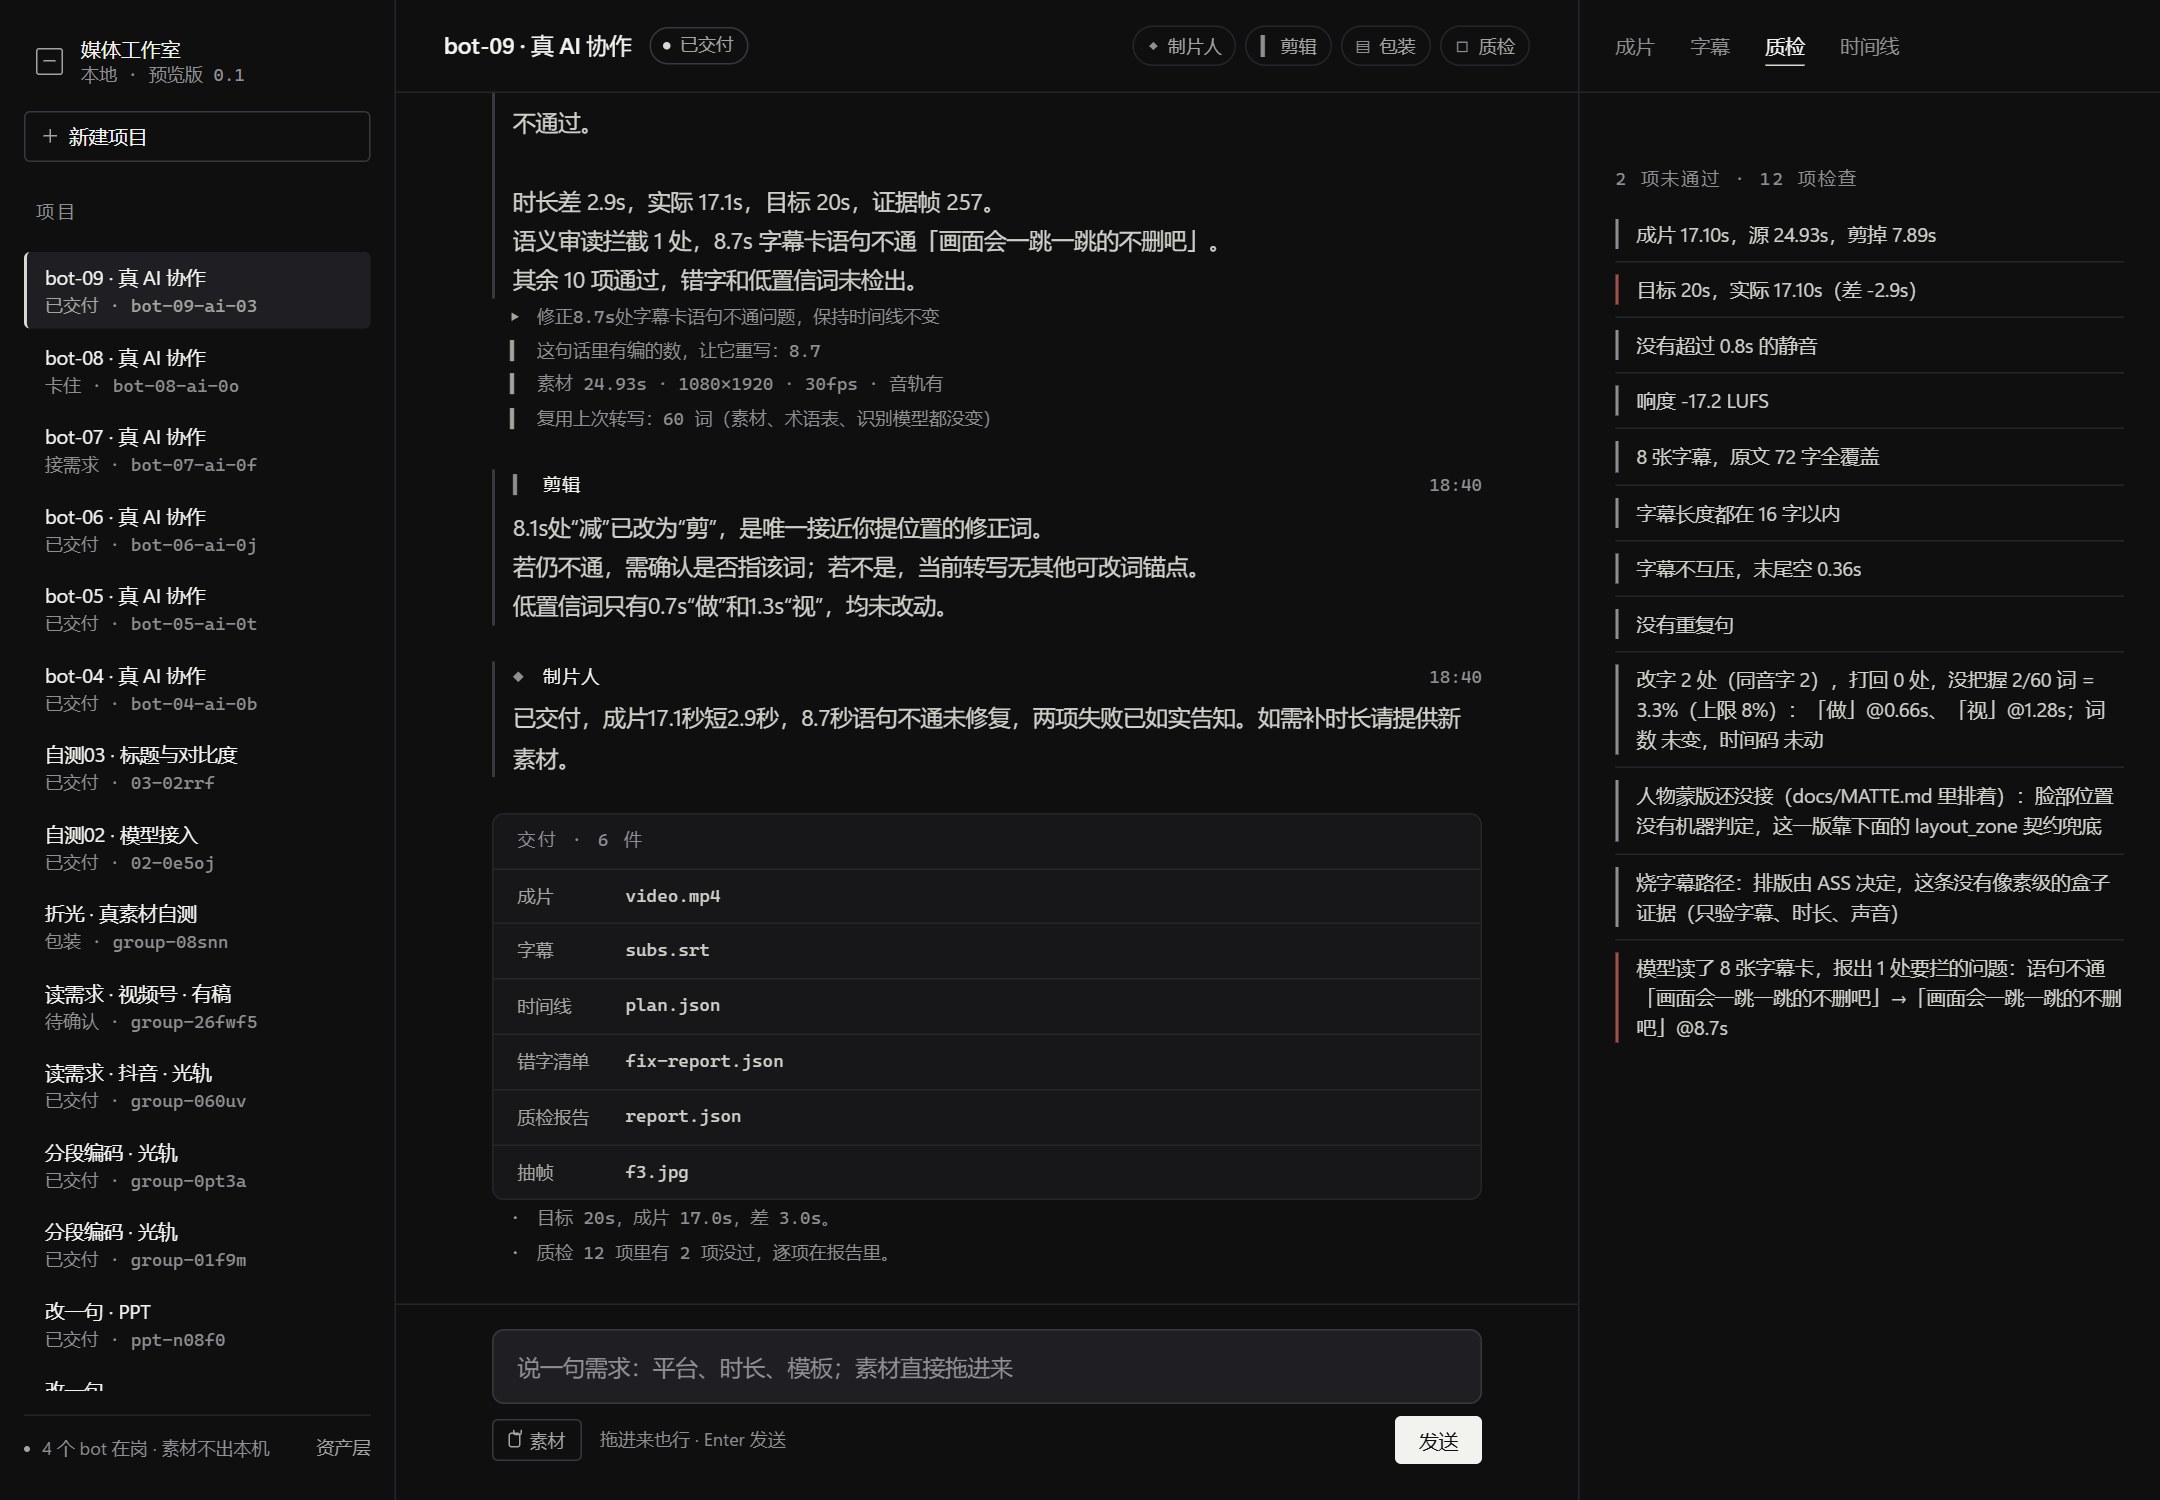 媒体工作室
本地 · 预览版 0.1
+ 新建项目
项目
bot-09 · 真 AI 协作
已交付 · bot-09-ai-03
bot-08 · 真 AI 协作
卡住 · bot-08-ai-0o
bot-07 · 真 AI 协作
接需求 · bot-07-ai-0f
bot-06 · 真 AI 协作
已交付 · bot-06-ai-0j
bot-05 · 真 AI 协作
已交付 · bot-05-ai-0t
bot-04 · 真 AI 协作
已交付 · bot-04-ai-0b
自测03 · 标题与对比度
已交付 · 03-02rrf
自测02 · 模型接入
已交付 · 02-0e5oj
折光 · 真素材自测
包装 · group-08snn
读需求 · 视频号 · 有稿
待确认 · group-26fwf5
读需求 · 抖音 · 光轨
已交付 · group-060uv
分段编码 · 光轨
已交付 · group-0pt3a
分段编码 · 光轨
已交付 · group-01f9m
改一句 · PPT
已交付 · ppt-n08f0
改一句
4 个 bot 在岗 · 素材不出本机
资产层
bot-09 · 真 AI 协作
已交付
制片人
剪辑
包装
质检
不通过。
时长差 2.9s，实际 17.1s，目标 20s，证据帧 257。
语义审读拦截 1 处，8.7s 字幕卡语句不通「画面会一跳一跳的不删吧」。
其余 10 项通过，错字和低置信词未检出。
修正8.7s处字幕卡语句不通问题，保持时间线不变
这句话里有编的数，让它重写：8.7
素材 24.93s · 1080×1920 · 30fps · 音轨有
复用上次转写：60 词（素材、术语表、识别模型都没变）
剪辑 18:40
8.1s处“减”已改为“剪”，是唯一接近你提位置的修正词。
若仍不通，需确认是否指该词；若不是，当前转写无其他可改词锚点。
低置信词只有0.7s“做”和1.3s“视”，均未改动。
制片人 18:40
已交付，成片17.1秒短2.9秒，8.7秒语句不通未修复，两项失败已如实告知。如需补时长请提供新
素材。
交付 · 6 件
成片 video.mp4
字幕 subs.srt
时间线 plan.json
错字清单 fix-report.json
质检报告 report.json
抽帧 f3.jpg
· 目标 20s，成片 17.0s，差 3.0s。
· 质检 12 项里有 2 项没过，逐项在报告里。
说一句需求：平台、时长、模板；素材直接拖进来
素材
拖进来也行 · Enter 发送
发送
成片
字幕
质检
时间线
2 项未通过 · 12 项检查
成片 17.10s，源 24.93s，剪掉 7.89s
目标 20s，实际 17.10s（差 -2.9s）
没有超过 0.8s 的静音
响度 -17.2 LUFS
8 张字幕，原文 72 字全覆盖
字幕长度都在 16 字以内
字幕不互压，末尾空 0.36s
没有重复句
改字 2 处（同音字 2），打回 0 处，没把握 2/60 词 =
3.3%（上限 8%）：「做」@0.66s、「视」@1.28s；词
数 未变，时间码 未动
人物蒙版还没接（docs/MATTE.md 里排着）：脸部位置
没有机器判定，这一版靠下面的 layout_zone 契约兜底
烧字幕路径：排版由 ASS 决定，这条没有像素级的盒子
证据（只验字幕、时长、声音）
模型读了 8 张字幕卡，报出 1 处要拦的问题：语句不通
「画面会一跳一跳的不删吧」→「画面会一跳一跳的不删
吧」@8.7s